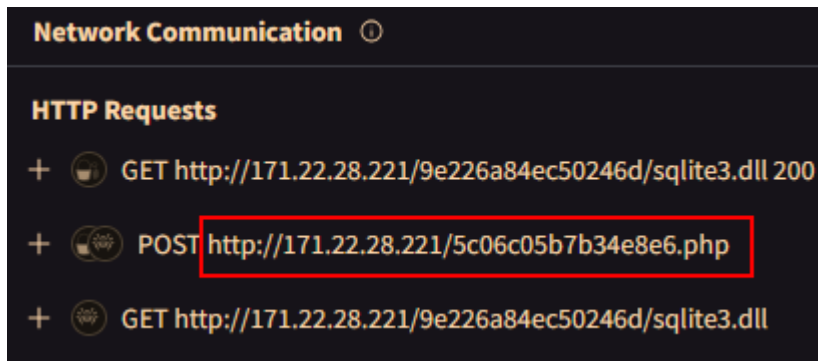 Network Communication
HTTP Requests
+ GET http://171.22.28.221/9e226a84ec50246d/sqlite3.dll 200
+ POST http://171.22.28.221/5c06c05b7b34e8e6.php
+ GET http://171.22.28.221/9e226a84ec50246d/sqlite3.dll